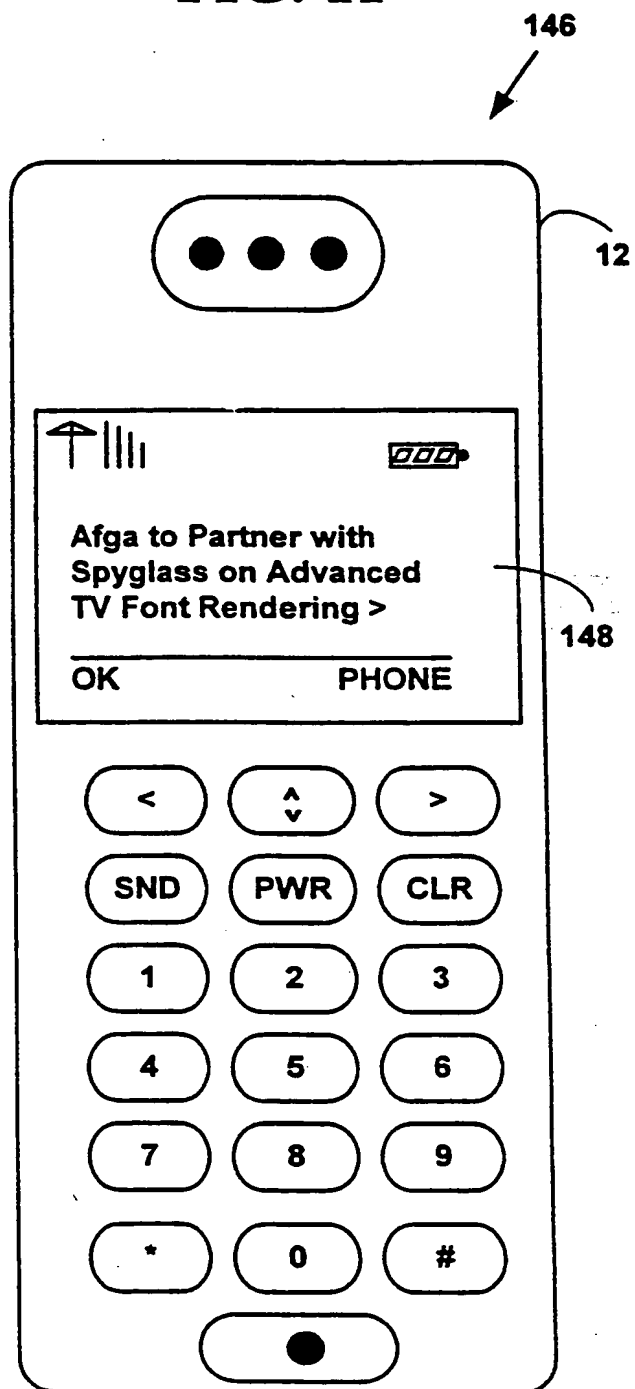 146
12
Afga to Partner with
Spyglass on Advanced
TV Font Rendering >
148
OK PHONE
< ^ v >
SND PWR CLR
1 2 3
4 5 6
7 8 9
* 0 #